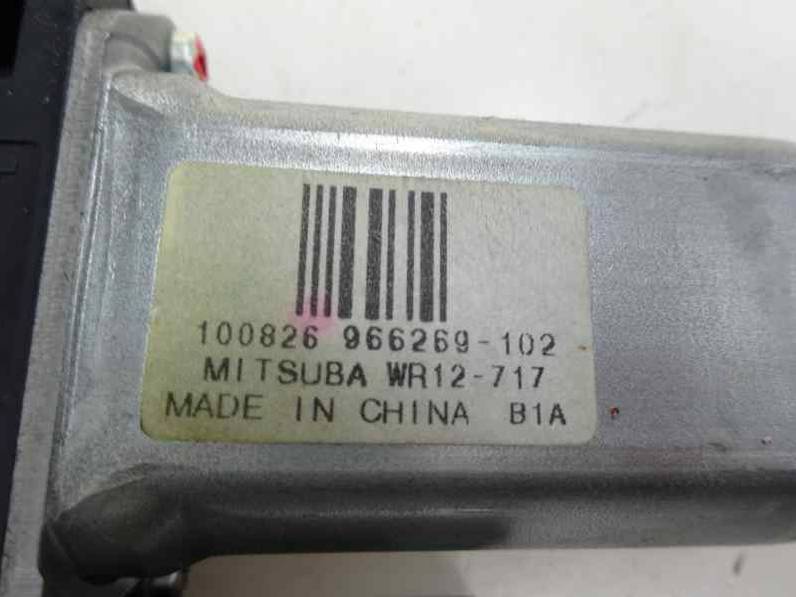 100826 966269-102
MITSUBA WR12-717
MADE IN CHINA B1A